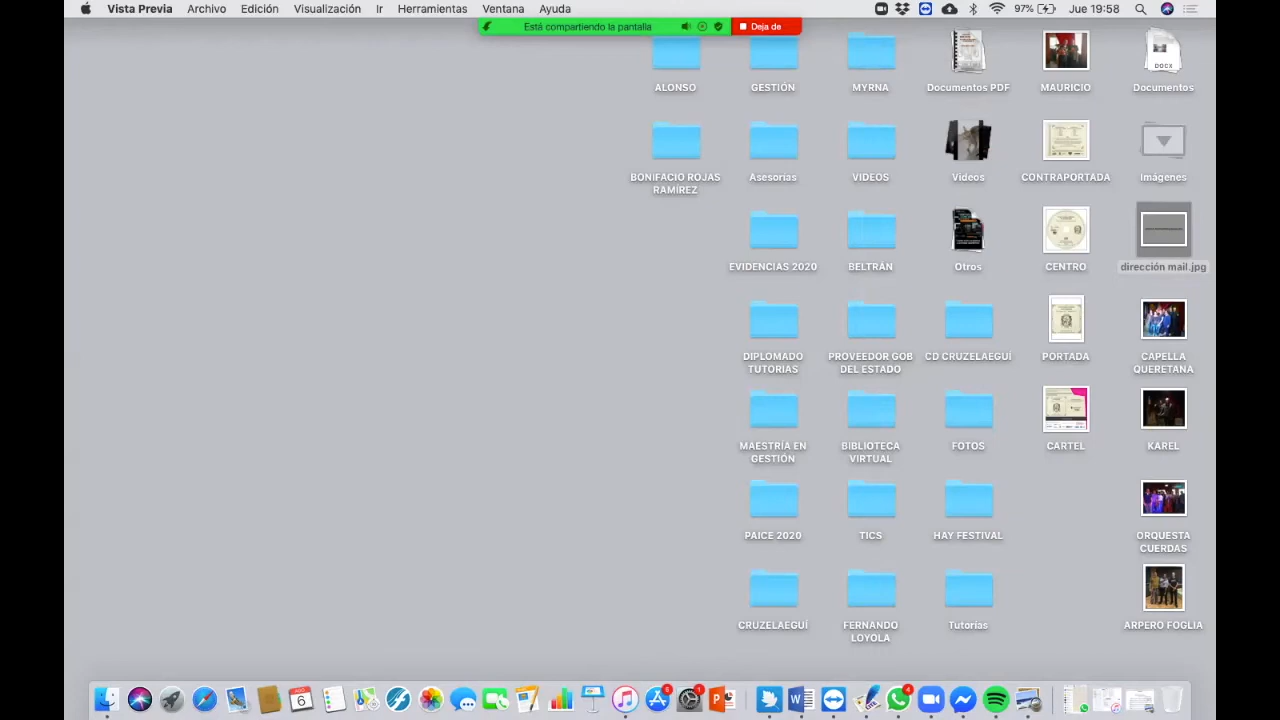 Vista Previa Archivo Edición Visualización Ir Herramientas Ventana Ayuda 97% Jue 19:58
Está compartiendo la pantalla Deja de
ALONSO GESTIÓN MYRNA Documentos PDF MAURICIO Documentos
DOCX
BONIFACIO ROJAS RAMÍREZ Asesorías VIDEOS Videos CONTRAPORTADA Imágenes
EVIDENCIAS 2020 BELTRÁN Otros CENTRO dirección mail.jpg
DIPLOMADO TUTORIAS PROVEEDOR GOB DEL ESTADO CD CRUZELAEGUÍ PORTADA CAPELLA QUERETANA
MAESTRÍA EN GESTIÓN BIBLIOTECA VIRTUAL FOTOS CARTEL KAREL
PAICE 2020 TICS HAY FESTIVAL ORQUESTA CUERDAS
CRUZELAEGUÍ FERNANDO LOYOLA Tutorías ARPERO FOGLIA
6